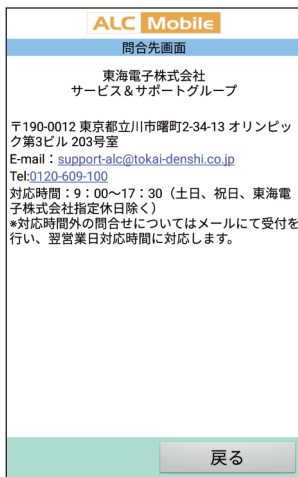 ALC Mobile
問合先画面
東海電子株式会社
サービス＆サポートグループ
〒190-0012 東京都立川市曙町2-34-13 オリンピッ
ク第3ビル 203号室
E-mail：support-alc@tokai-denshi.co.jp
Tel:0120-609-100
対応時間：9：00～17：30（土日、祝日、東海電
子株式会社指定休日除く）
*対応時間外の問合せについてはメールにて受付を
行い、翌営業日対応時間に対応します。
戻る